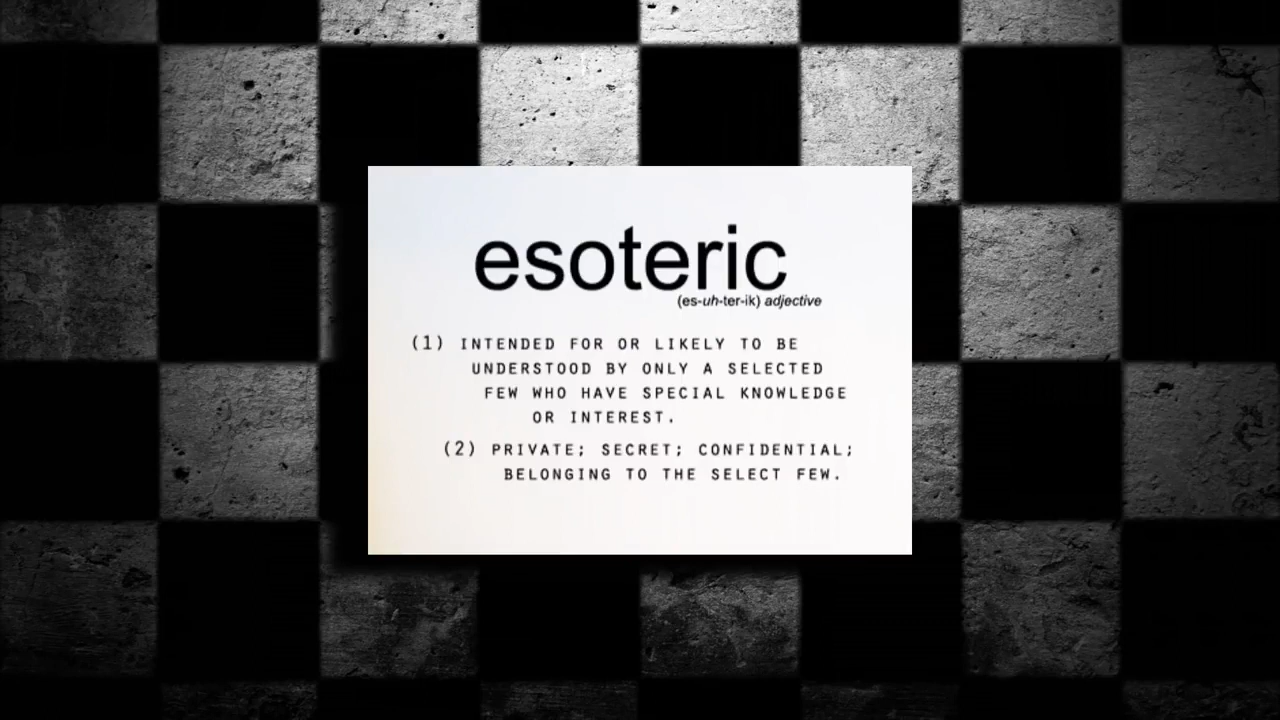 esoteric
(es-uh-ter-ik) adjective
(1) INTENDED FOR OR LIKELY TO BE
UNDERSTOOD BY ONLY A SELECTED
FEW WHO HAVE SPECIAL KNOWLEDGE
OR INTEREST.
(2) PRIVATE; SECRET; CONFIDENTIAL;
BELONGING TO THE SELECT FEW.